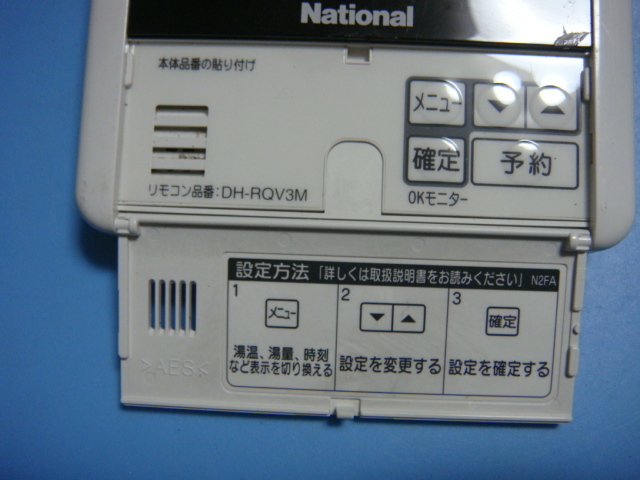 National
本体品番の貼り付け
メニュー
確定
予約
リモコン品番：DH-RQV3M
OKモニター
設定方法「詳しくは取扱説明書をお読みください」 N2FA
1
メニュー
湯温、湯量、時刻
など表示を切り換える
2
設定を変更する
3
確定
設定を確定する
>AES<